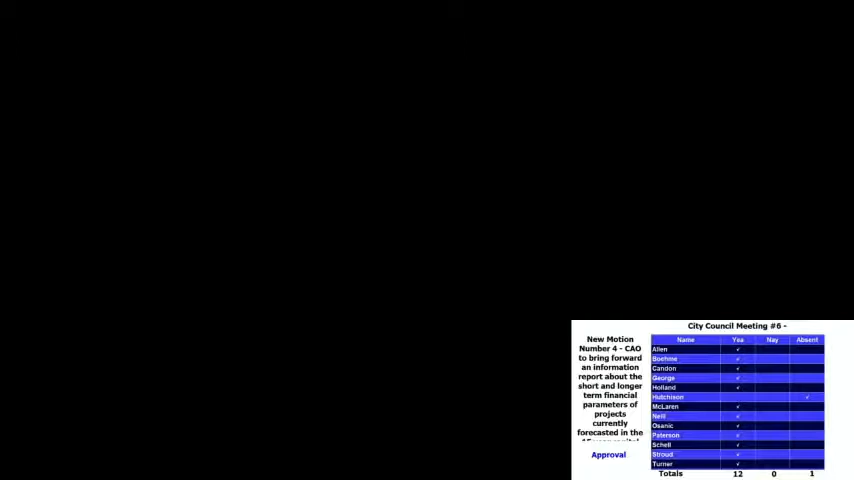 City Council Meeting #6 -
New Motion
Number 4 - CAO
to bring forward
an information
report about the
short and longer
term financial
parameters of
projects
currently
forecasted in the
Approval
Name Yea Nay Absent
Allen √
Boehme √
Candon √
George √
Holland √
Hutchison √
McLaren √
Neill √
Osanic √
Paterson √
Schell √
Stroud √
Turner √
Totals 12 0 1